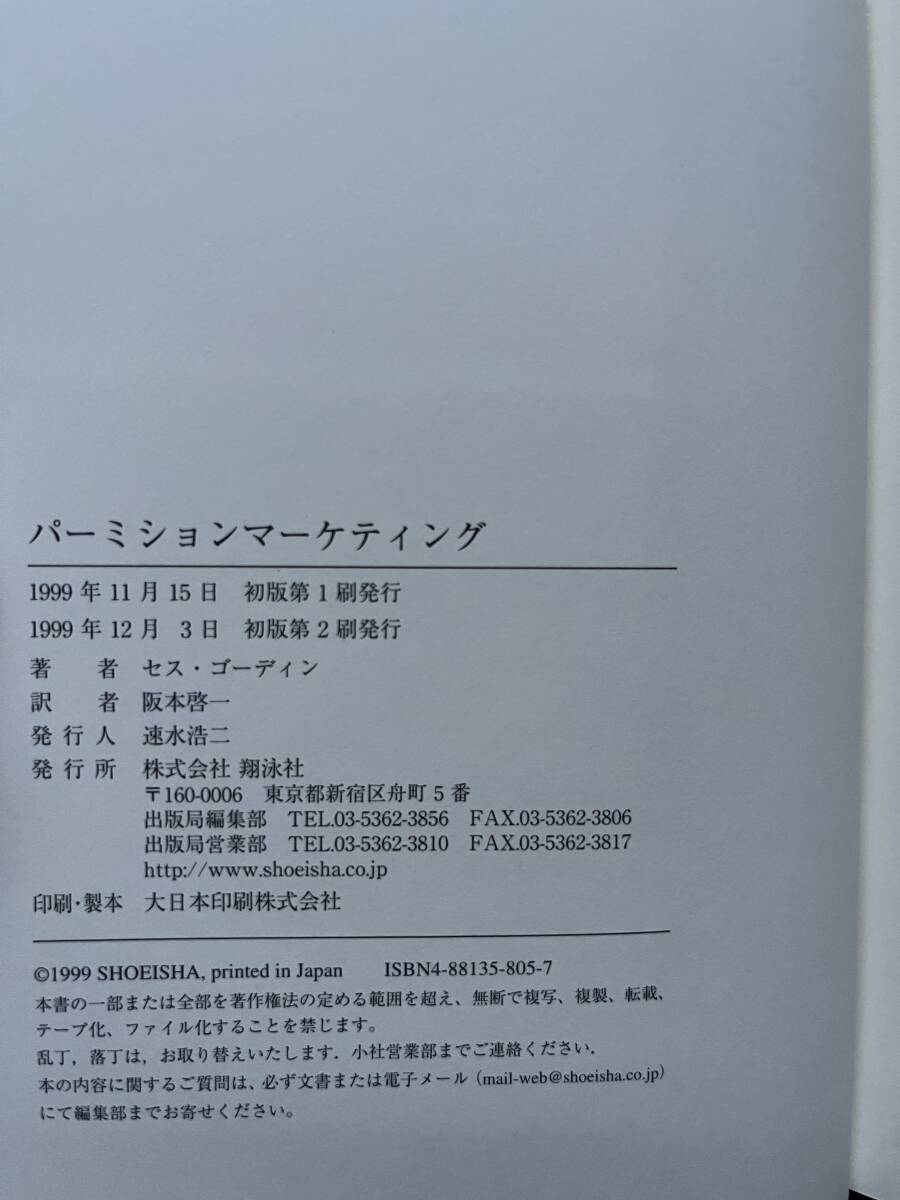 パーミションマーケティング
1999 年 11 月 15 日　初版第 1 刷発行
1999 年 12 月　3 日　初版第 2 刷発行
著　　者　セス・ゴーディン
訳　　者　阪本啓一
発 行 人　速水浩二
発 行 所　株式会社 翔泳社
〒160-0006　東京都新宿区舟町 5 番
出版局編集部　TEL.03-5362-3856　FAX.03-5362-3806
出版局営業部　TEL.03-5362-3810　FAX.03-5362-3817
http://www.shoeisha.co.jp
印刷・製本　大日本印刷株式会社
©1999 SHOEISHA, printed in Japan　　ISBN4-88135-805-7
本書の一部または全部を著作権法の定める範囲を超え、無断で複写、複製、転載、
テープ化、ファイル化することを禁じます。
乱丁，落丁は，お取り替えいたします．小社営業部までご連絡ください．
本の内容に関するご質問は、必ず文書または電子メール（mail-web@shoeisha.co.jp）
にて編集部までお寄せください。